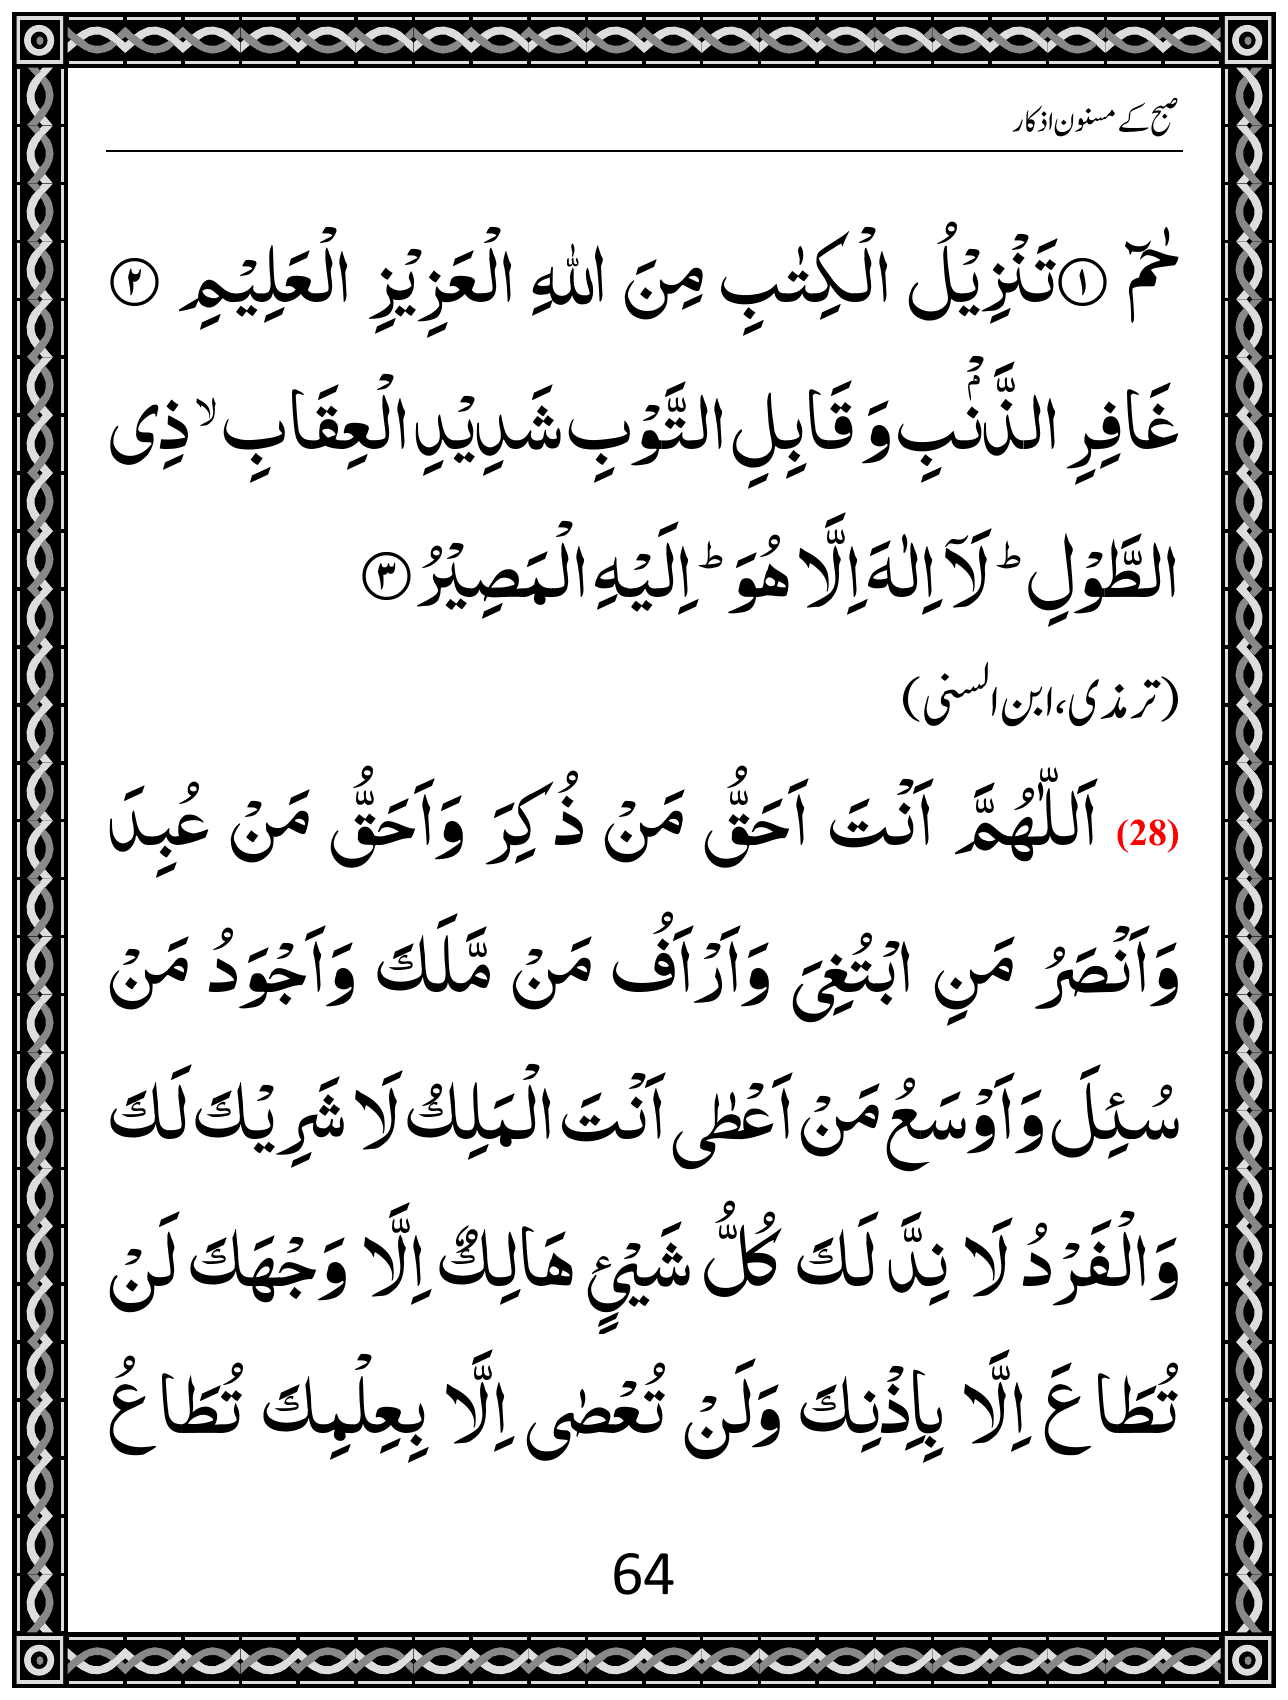 صبح کے مسنون اذکار
حٰمٓ ﴿۱﴾ تَنْزِیْلُ الْکِتٰبِ مِنَ اللهِ الْعَزِیْزِ الْعَلِیْمِ ﴿۲﴾
غَافِرِ الذَّنْۢبِ وَ قَابِلِ التَّوْبِ شَدِیْدِ الْعِقَابِ ۙ ذِی
الطَّوْلِ ؕ لَآ اِلٰهَ اِلَّا هُوَ ؕ اِلَیْهِ الْمَصِیْرُ ﴿۳﴾
(ترمذی، ابن السنی)
(28) اَللّٰهُمَّ اَنْتَ اَحَقُّ مَنْ ذُکِرَ وَاَحَقُّ مَنْ عُبِدَ
وَاَنْصَرُ مَنِ ابْتُغِیَ وَاَرْاَفُ مَنْ مَّلَكَ وَاَجْوَدُ مَنْ
سُئِلَ وَاَوْسَعُ مَنْ اَعْطٰی اَنْتَ الْمَلِكُ لَا شَرِیْكَ لَكَ
وَالْفَرْدُ لَا نِدَّ لَكَ کُلُّ شَیْئٍ هَالِكٌ اِلَّا وَجْهَكَ لَنْ
تُطَاعَ اِلَّا بِاِذْنِكَ وَلَنْ تُعْصٰی اِلَّا بِعِلْمِكَ تُطَاعُ
64